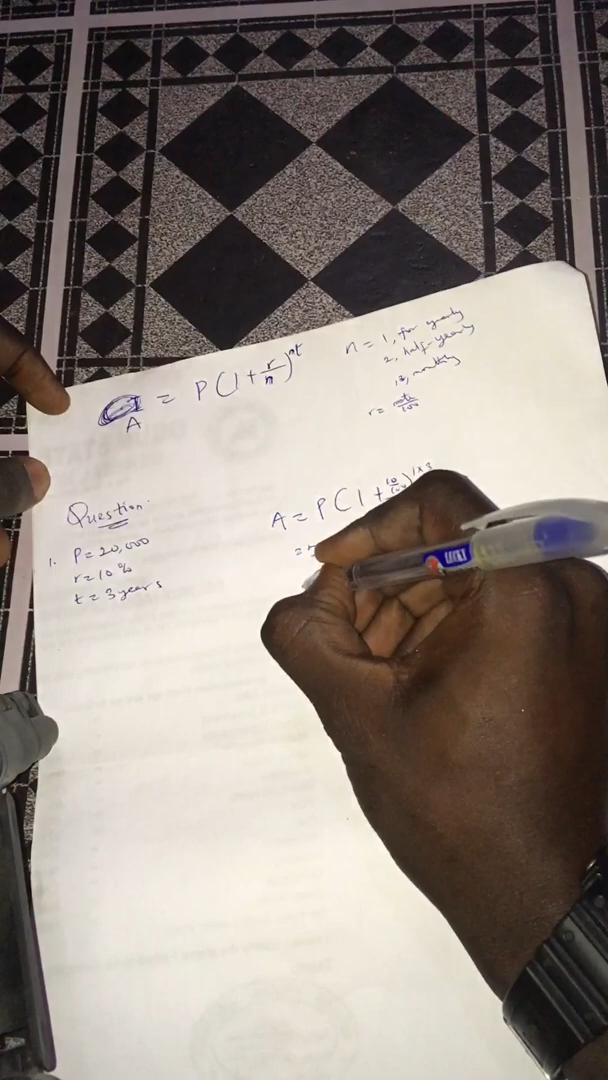 A = P(1+r/n)^nt
n = 1, for yearly
2, half-yearly
12, monthly
r = rate/100
Question.
1. P = 20,000
r = 10%
t = 3 years
A = P(1+10/100)^1×3
=